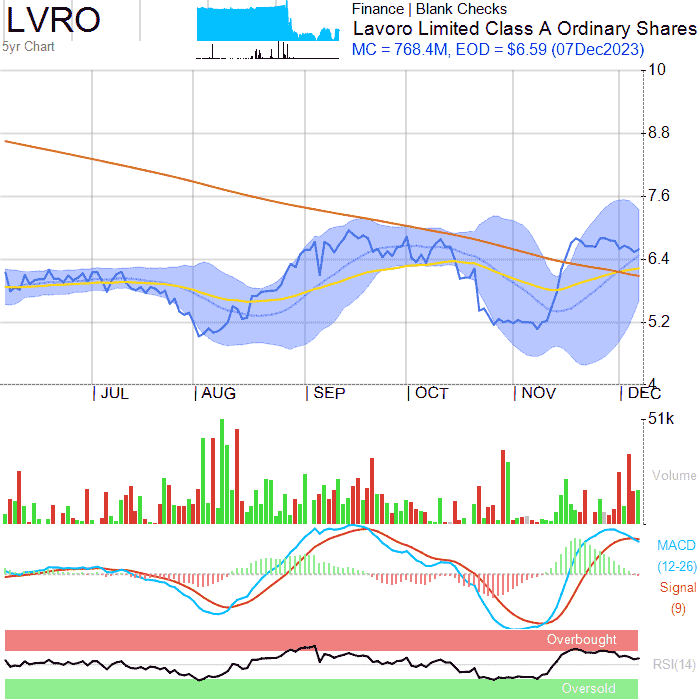 LVRO
5yr Chart
Finance | Blank Checks
Lavoro Limited Class A Ordinary Shares
MC = 768.4M, EOD = $6.59 (07Dec2023)
10
8.8
7.6
6.4
5.2
4
JUL AUG SEP OCT NOV DEC
51k
Volume
MACD
(12-26)
Signal
(9)
Overbought
RSI(14)
Oversold